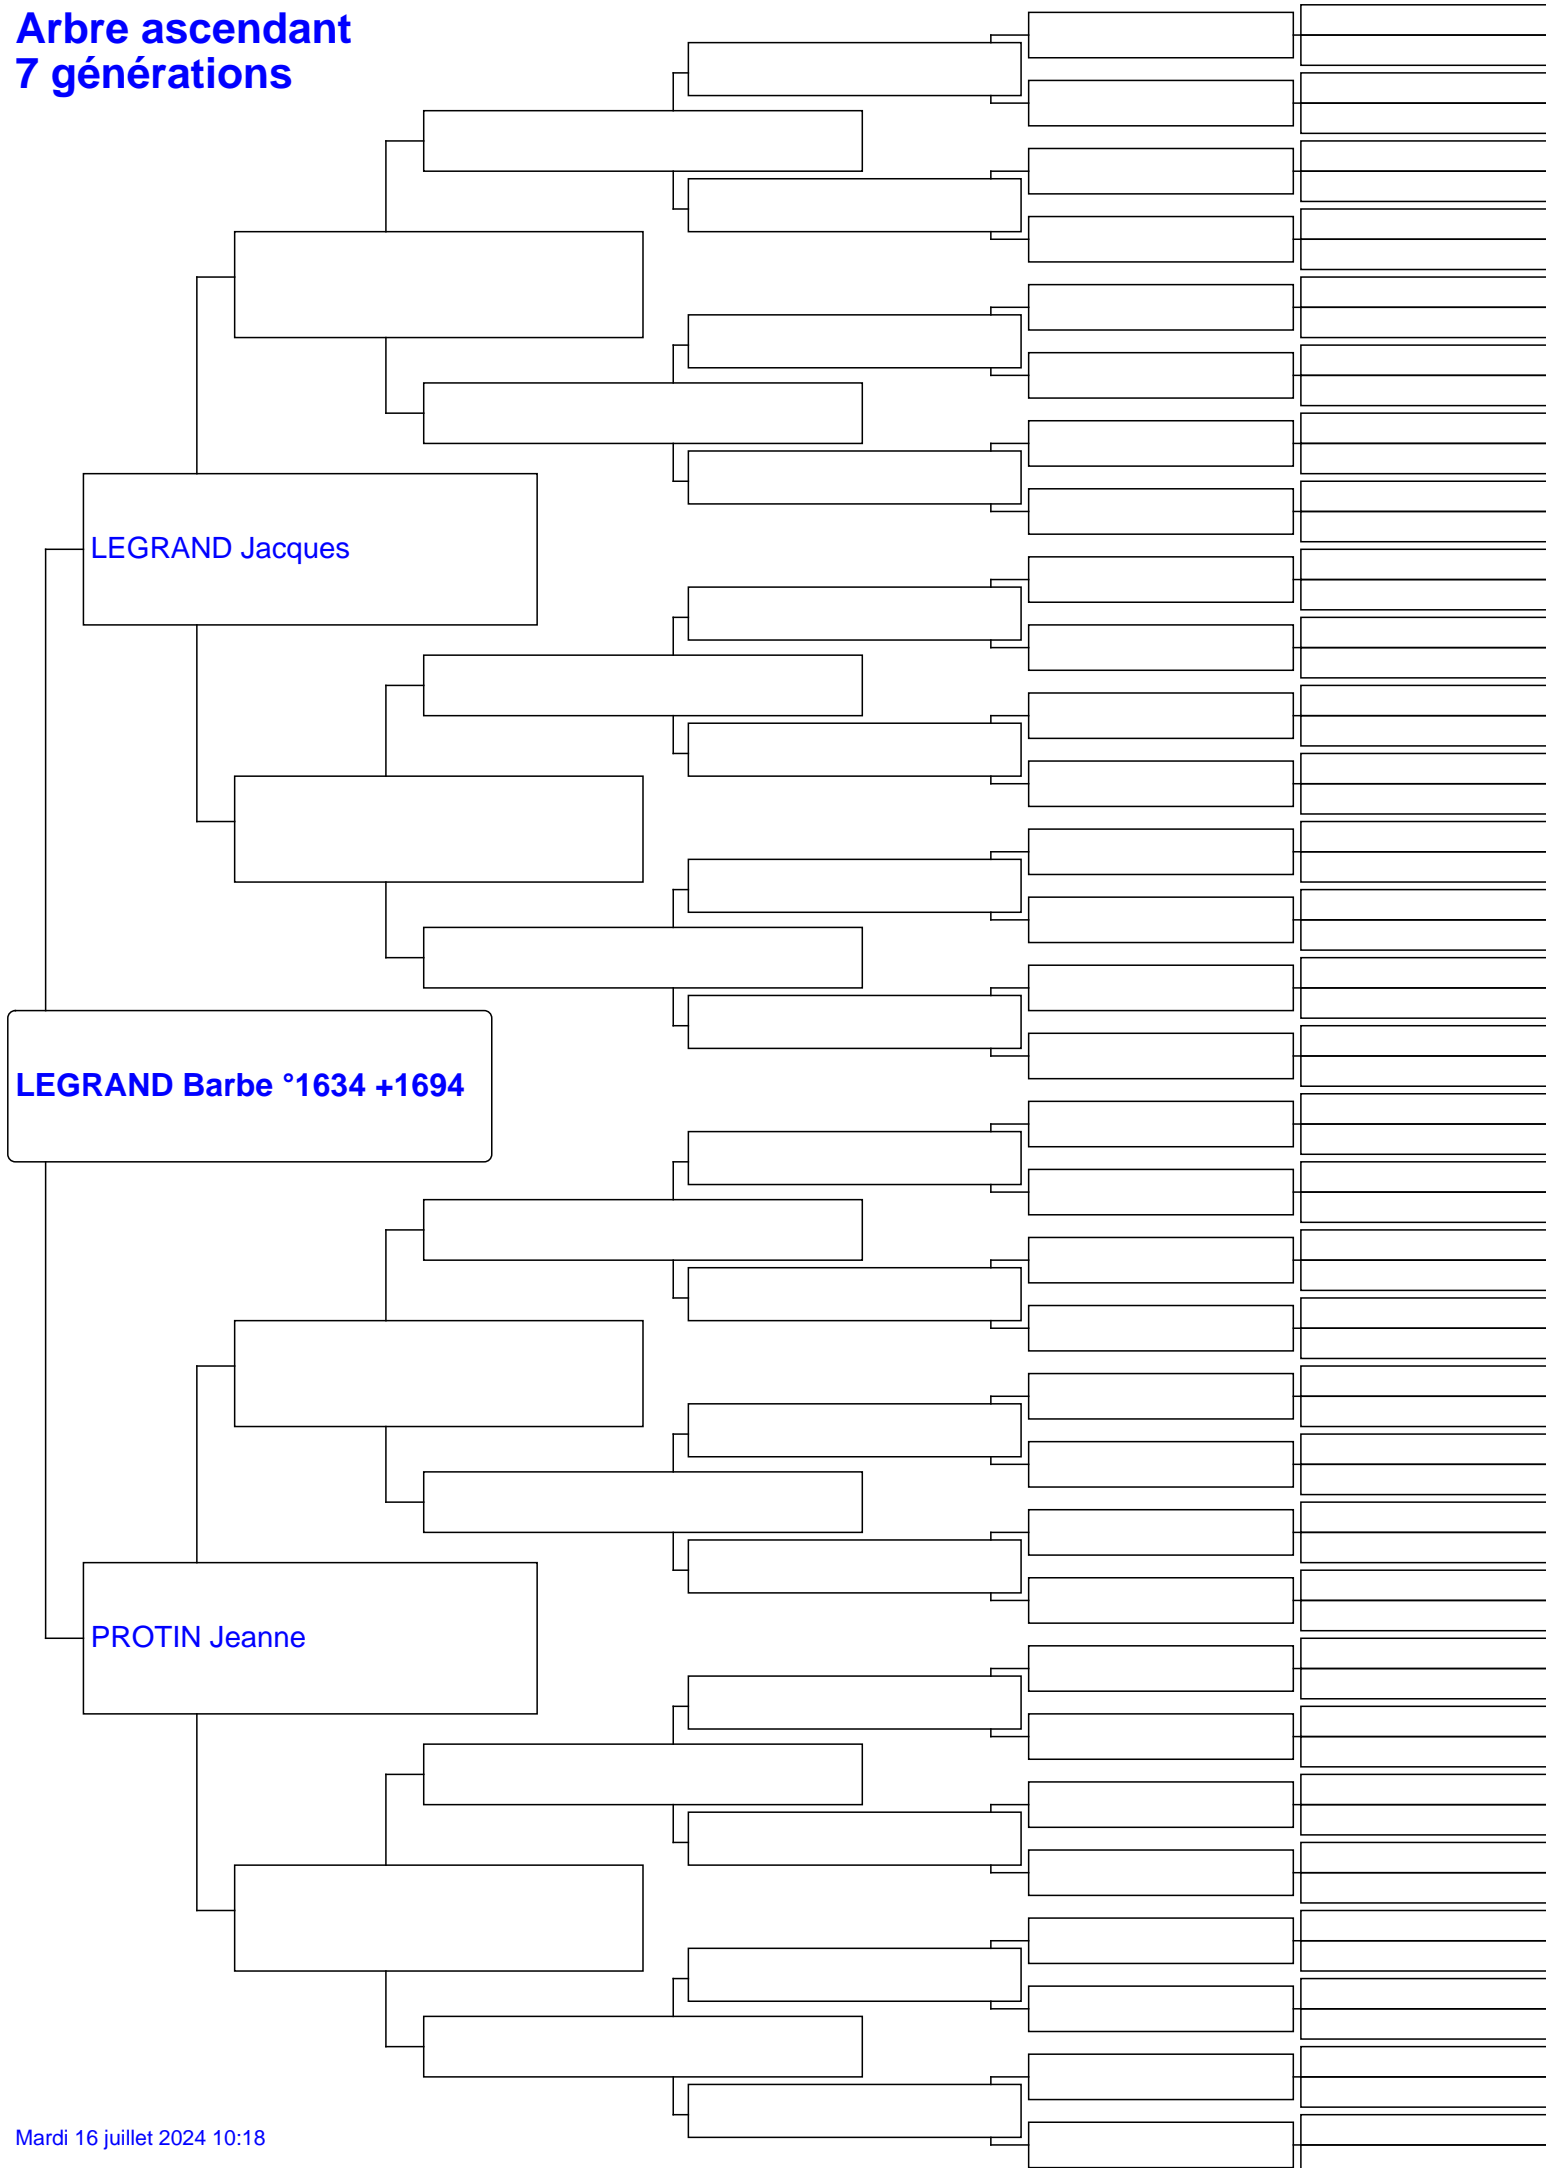 Arbre ascendant
7 générations
LEGRAND Jacques
LEGRAND Barbe °1634 +1694
PROTIN Jeanne
Mardi 16 juillet 2024 10:18